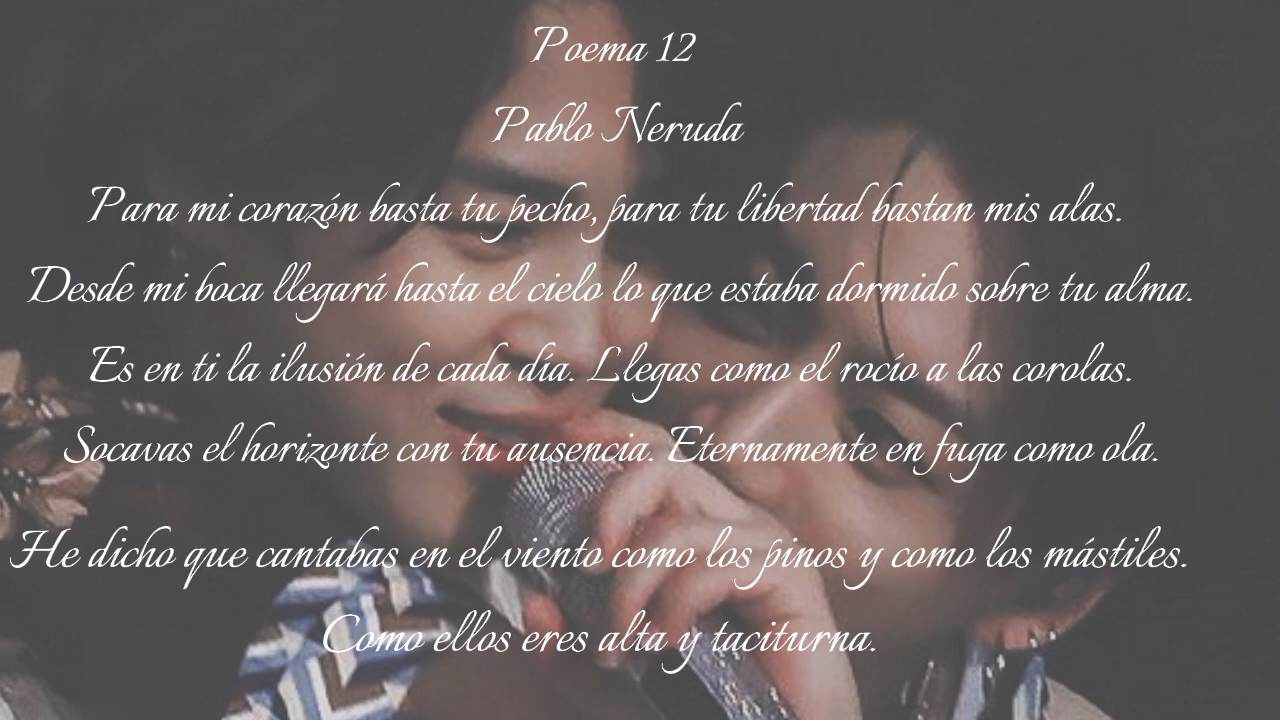 Poema 12
Pablo Neruda
Para mi corazón basta tu pecho, para tu libertad bastan mis alas.
Desde mi boca llegará hasta el cielo lo que estaba dormido sobre tu alma.
Es en ti la ilusión de cada día. Llegas como el rocío a las corolas.
Socavas el horizonte con tu ausencia. Eternamente en fuga como ola.
He dicho que cantabas en el viento como los pinos y como los mástiles.
Como ellos eres alta y taciturna.